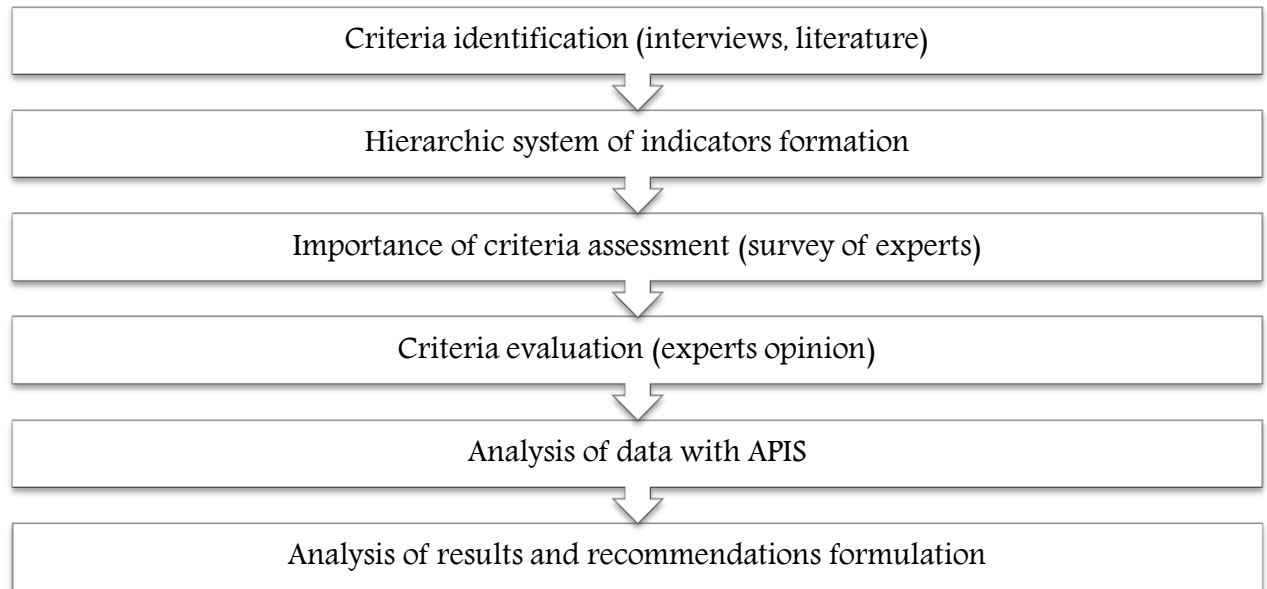 Criteria identification (interviews, literature)
Hierarchic system of indicators formation
Importance of criteria assessment (survey of experts)
Criteria evaluation (experts opinion)
Analysis of data with APIS
Analysis of results and recommendations formulation